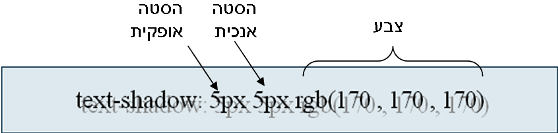 הסטה אופקית
הסטה אנכית
צבע
text-shadow: 5px 5px rgb(170 , 170 , 170)